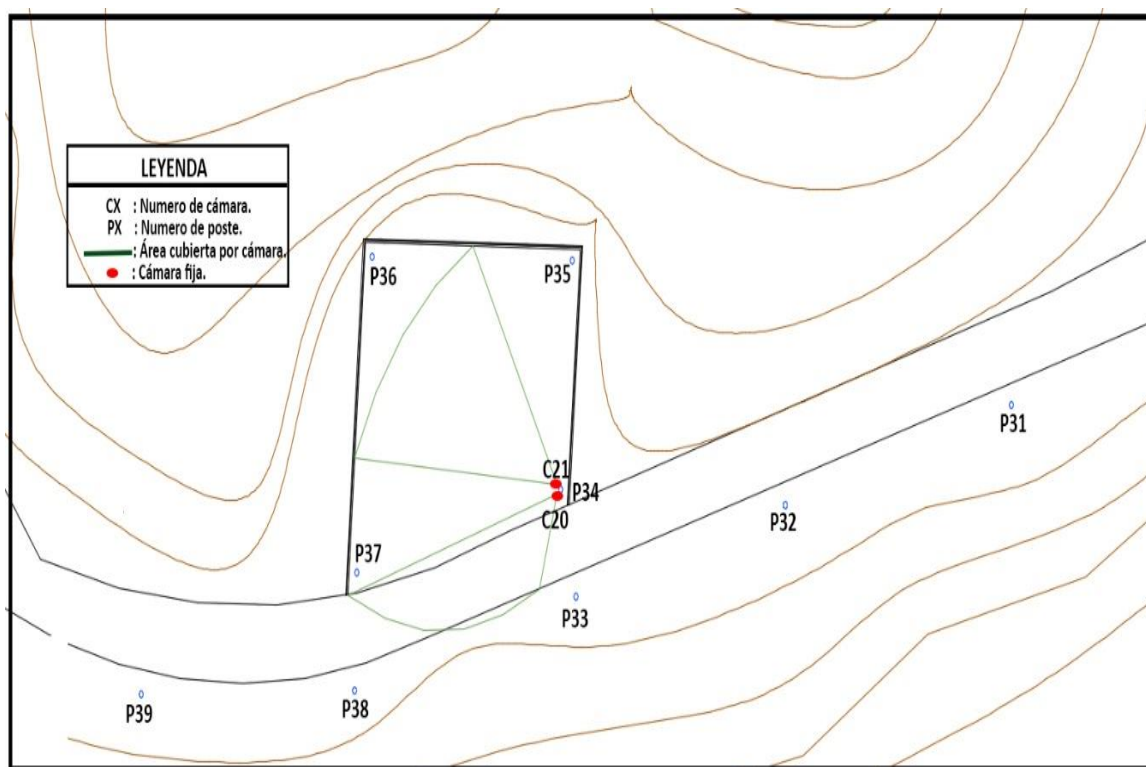 LEYENDA
CX : Numero de cámara.
PX : Numero de poste.
: Área cubierta por cámara.
: Cámara fija.
P36
P35
P31
C21
P34
P32
C20
P37
P33
P38
P39